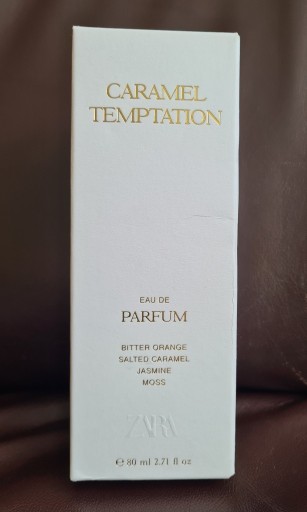 CARAMEL
TEMPTATION
EAU DE
PARFUM
BITTER ORANGE
SALTED CARAMEL
JASMINE
MOSS
ZARA
℮ 80 ml 2.71 fl oz